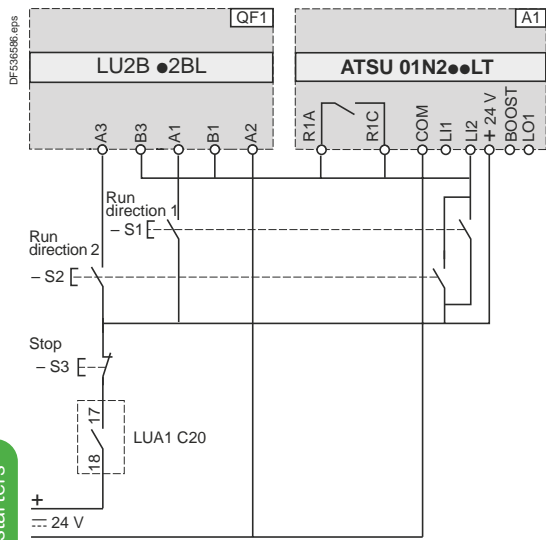 QF1
A1
DF536586.eps
LU2B ●2BL
ATSU 01N2●●LT
A3
B3
A1
B1
A2
R1A
R1C
COM
LI1
LI2
+ 24 V
BOOST
LO1
Run
direction 1
– S1
Run
direction 2
– S2
Stop
– S3
17
LUA1 C20
18
+
24 V
starters